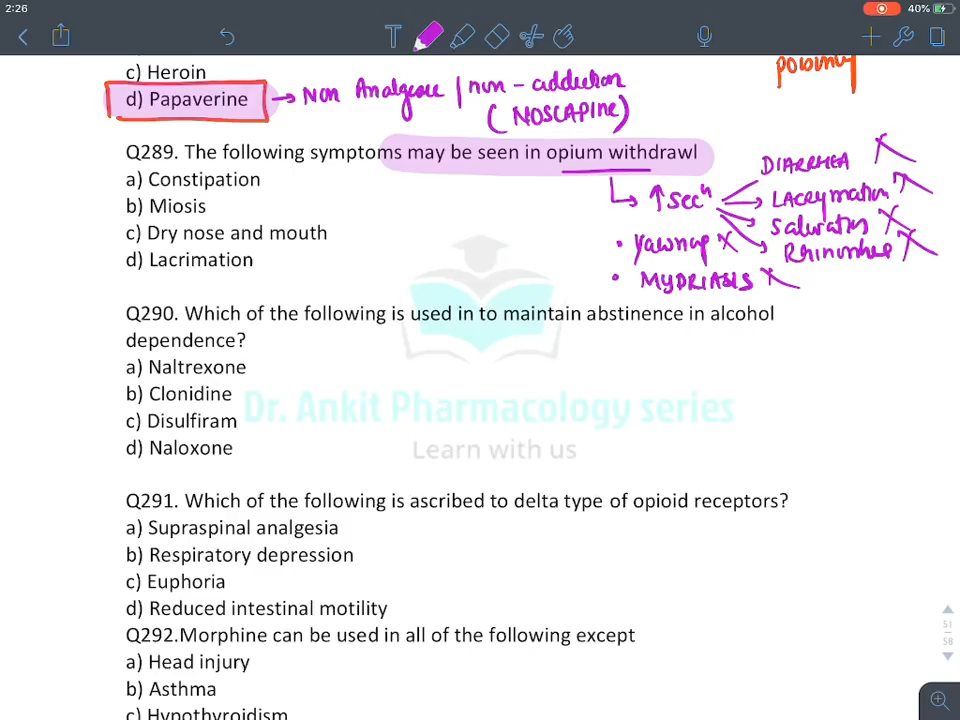 2:26
40%
T
c) Heroin
d) Papaverine → Non Analgesic | non-addiction
(NOSCAPINE)
Q289. The following symptoms may be seen in opium withdrawl
a) Constipation
b) Miosis
c) Dry nose and mouth
d) Lacrimation
↑ Secⁿ
DIARRHEA
Lacrymation
Salivation
Rhinorrhea
• Yawning
• MYDRIASIS
Q290. Which of the following is used in to maintain abstinence in alcohol
dependence?
a) Naltrexone
b) Clonidine
c) Disulfiram
d) Naloxone
Dr. Ankit Pharmacology series
Learn with us
Q291. Which of the following is ascribed to delta type of opioid receptors?
a) Supraspinal analgesia
b) Respiratory depression
c) Euphoria
d) Reduced intestinal motility
Q292.Morphine can be used in all of the following except
a) Head injury
b) Asthma
c) Hypothyroidism
51
58